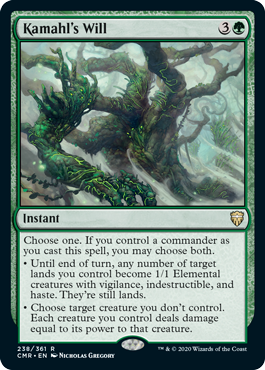 Kamahl's Will 3
Instant
Choose one. If you control a commander as
you cast this spell, you may choose both.
• Until end of turn, any number of target
lands you control become 1/1 Elemental
creatures with vigilance, indestructible, and
haste. They're still lands.
• Choose target creature you don't control.
Each creature you control deals damage
equal to its power to that creature.
238/361 R
CMR • EN Nicholas Gregory ™ & © 2020 Wizards of the Coast